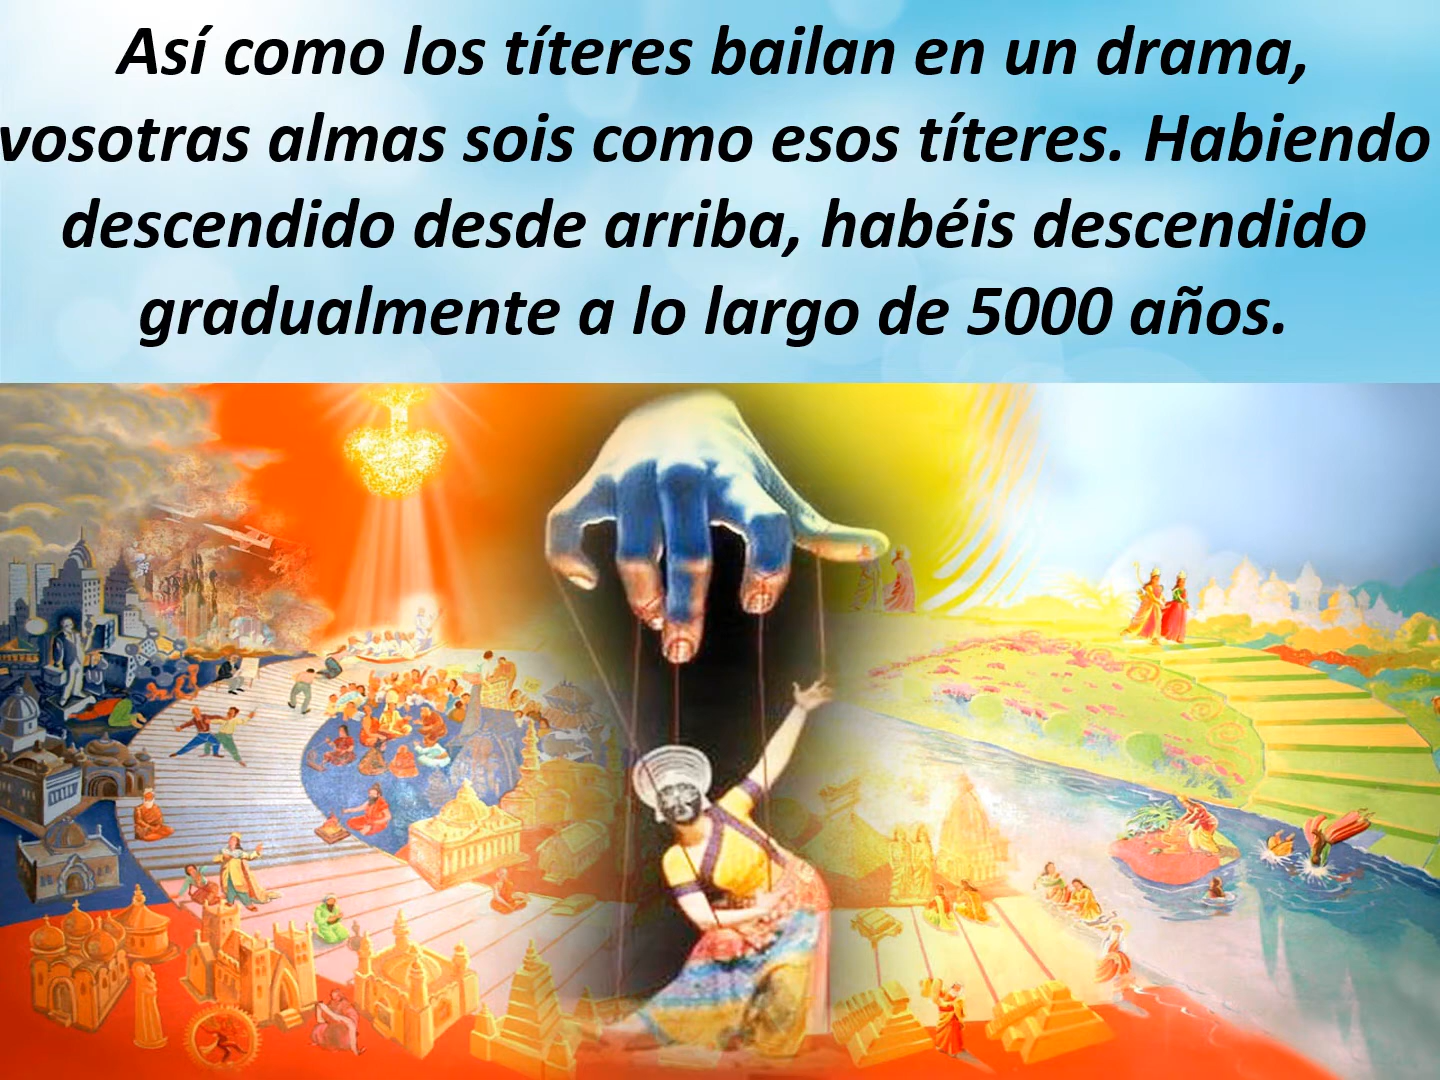 Así como los títeres bailan en un drama,
vosotras almas sois como esos títeres. Habiendo
descendido desde arriba, habéis descendido
gradualmente a lo largo de 5000 años.